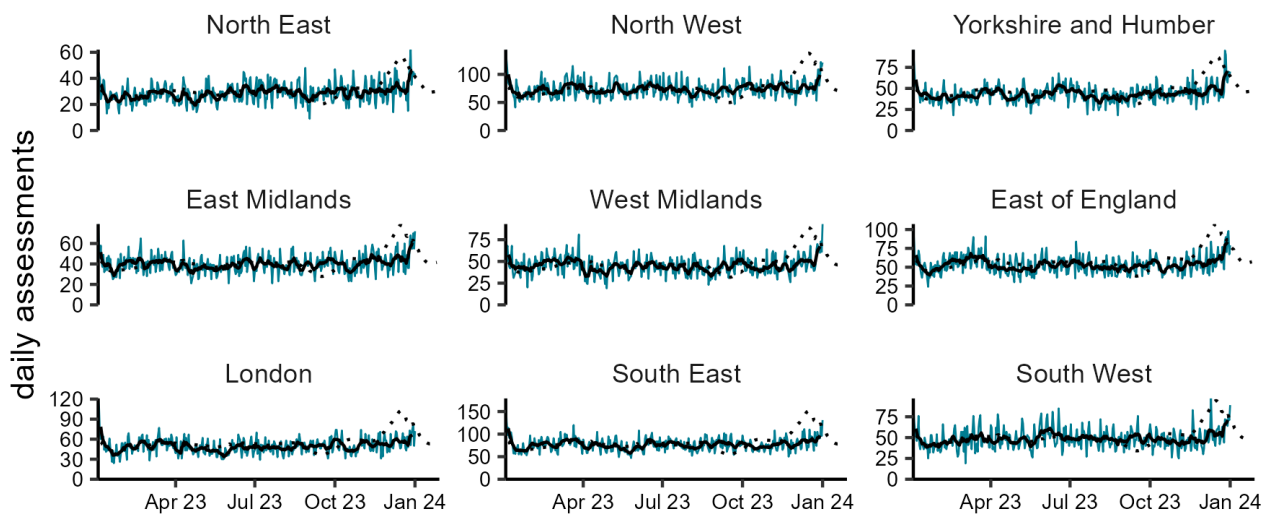 North East
North West
Yorkshire and Humber
60
40
20
0
100
50
0
75
50
25
0
daily assessments
East Midlands
West Midlands
East of England
60
40
20
0
75
50
25
0
100
75
50
25
0
London
South East
South West
120
90
60
30
0
150
100
50
0
75
50
25
0
Apr 23 Jul 23 Oct 23 Jan 24
Apr 23 Jul 23 Oct 23 Jan 24
Apr 23 Jul 23 Oct 23 Jan 24